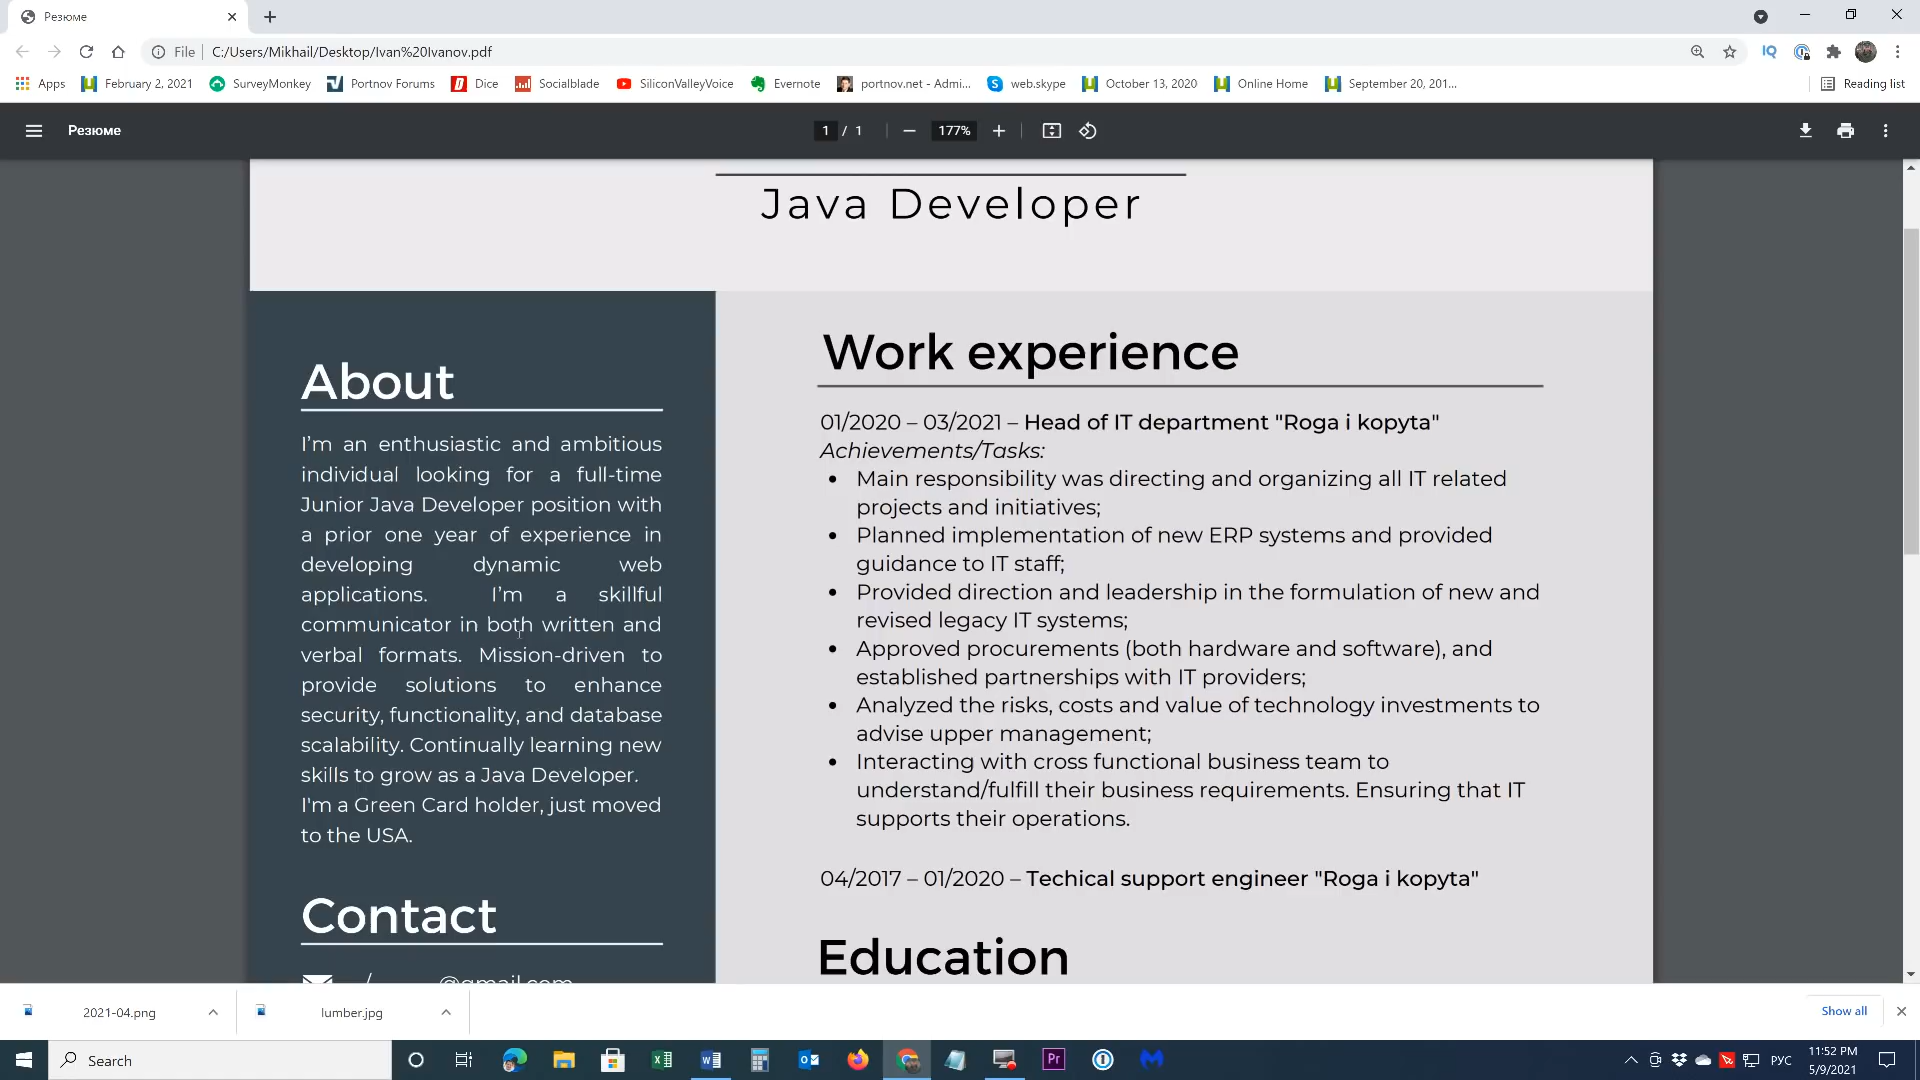 Резюме
File
C:/Users/Mikhail/Desktop/Ivan%20Ivanov.pdf
IQ
Apps
February 2, 2021
SurveyMonkey
Portnov Forums
Dice
Socialblade
SiliconValleyVoice
Evernote
portnov.net - Admi...
web.skype
October 13, 2020
Online Home
September 20, 201...
Reading list
Резюме
1 / 1
177%
Java Developer
About
I'm an enthusiastic and ambitious
individual looking for a full-time
Junior Java Developer position with
a prior one year of experience in
developing dynamic web
applications. I'm a skillful
communicator in both written and
verbal formats. Mission-driven to
provide solutions to enhance
security, functionality, and database
scalability. Continually learning new
skills to grow as a Java Developer.
I'm a Green Card holder, just moved
to the USA.
Contact
@gmail.com
Work experience
01/2020 – 03/2021 – Head of IT department "Roga i kopyta"
Achievements/Tasks:
• Main responsibility was directing and organizing all IT related
projects and initiatives;
• Planned implementation of new ERP systems and provided
guidance to IT staff;
• Provided direction and leadership in the formulation of new and
revised legacy IT systems;
• Approved procurements (both hardware and software), and
established partnerships with IT providers;
• Analyzed the risks, costs and value of technology investments to
advise upper management;
• Interacting with cross functional business team to
understand/fulfill their business requirements. Ensuring that IT
supports their operations.
04/2017 – 01/2020 – Techical support engineer "Roga i kopyta"
Education
2021-04.png
lumber.jpg
Show all
Search
Pr
РУС
11:52 PM
5/9/2021